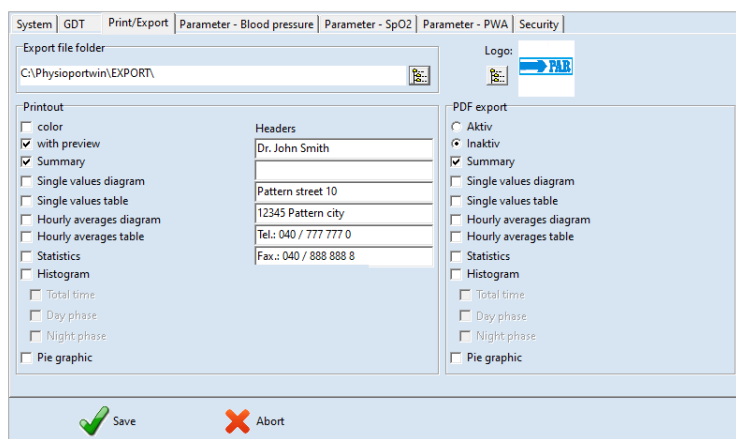 System GDT Print/Export Parameter - Blood pressure Parameter - SpO2 Parameter - PWA Security
Export file folder
C:\Physioportwin\EXPORT\
Logo:
PAR
Printout
color
with preview
Summary
Single values diagram
Single values table
Hourly averages diagram
Hourly averages table
Statistics
Histogram
Total time
Day phase
Night phase
Pie graphic
Headers
Dr. John Smith
Pattern street 10
12345 Pattern city
Tel.: 040 / 777 777 0
Fax.: 040 / 888 888 8
PDF export
Aktiv
Inaktiv
Summary
Single values diagram
Single values table
Hourly averages diagram
Hourly averages table
Statistics
Histogram
Total time
Day phase
Night phase
Pie graphic
Save
Abort